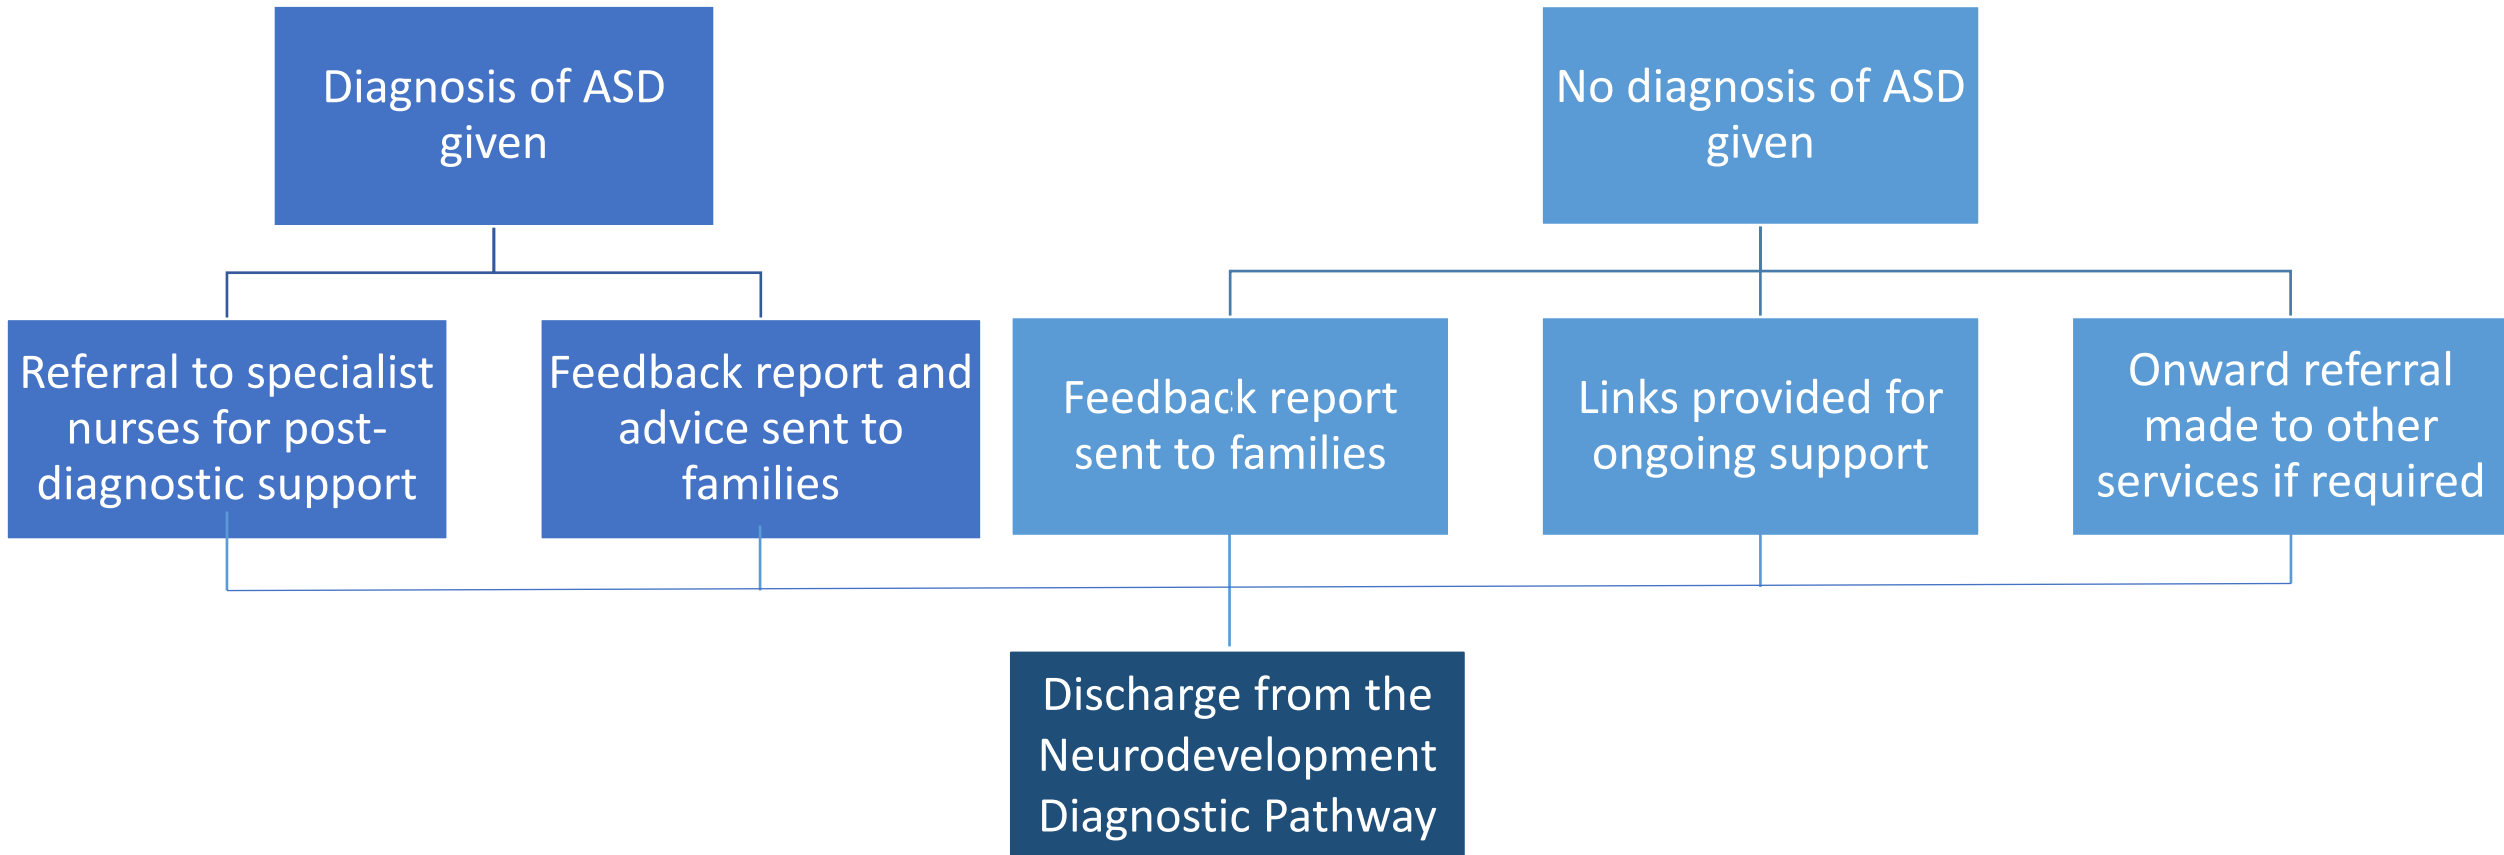 Diagnosis of ASD
given
No diagnosis of ASD
given
Referral to specialist
nurses for post-
diagnostic support
Feedback report and
advice sent to
families
Feedback report
sent to families
Links provided for
ongoing support
Onward referral
made to other
services if required
Discharge from the
Neurodevelopment
Diagnostic Pathway